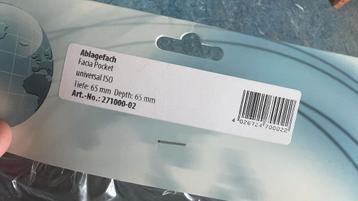 Ablagefach
Facia Pocket
universal ISO
Tiefe: 65 mm Depth: 65 mm
Art.-No.: 271000-02
4 026724 700022